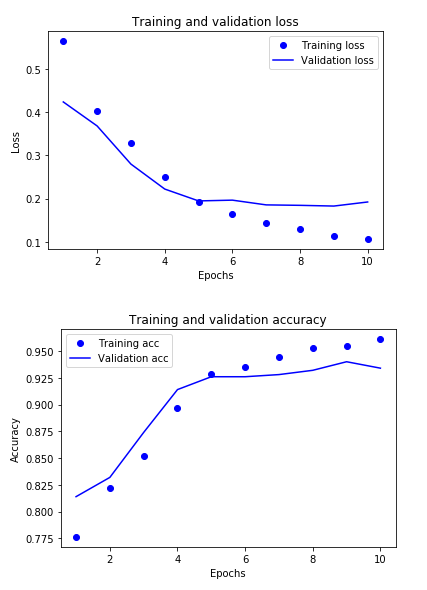 Training and validation loss
Training loss
Validation loss
0.5
0.4
0.3
0.2
0.1
Loss
2 4 6 8 10
Epochs
Training and validation accuracy
Training acc
Validation acc
0.950
0.925
0.900
0.875
0.850
0.825
0.800
0.775
Accuracy
2 4 6 8 10
Epochs